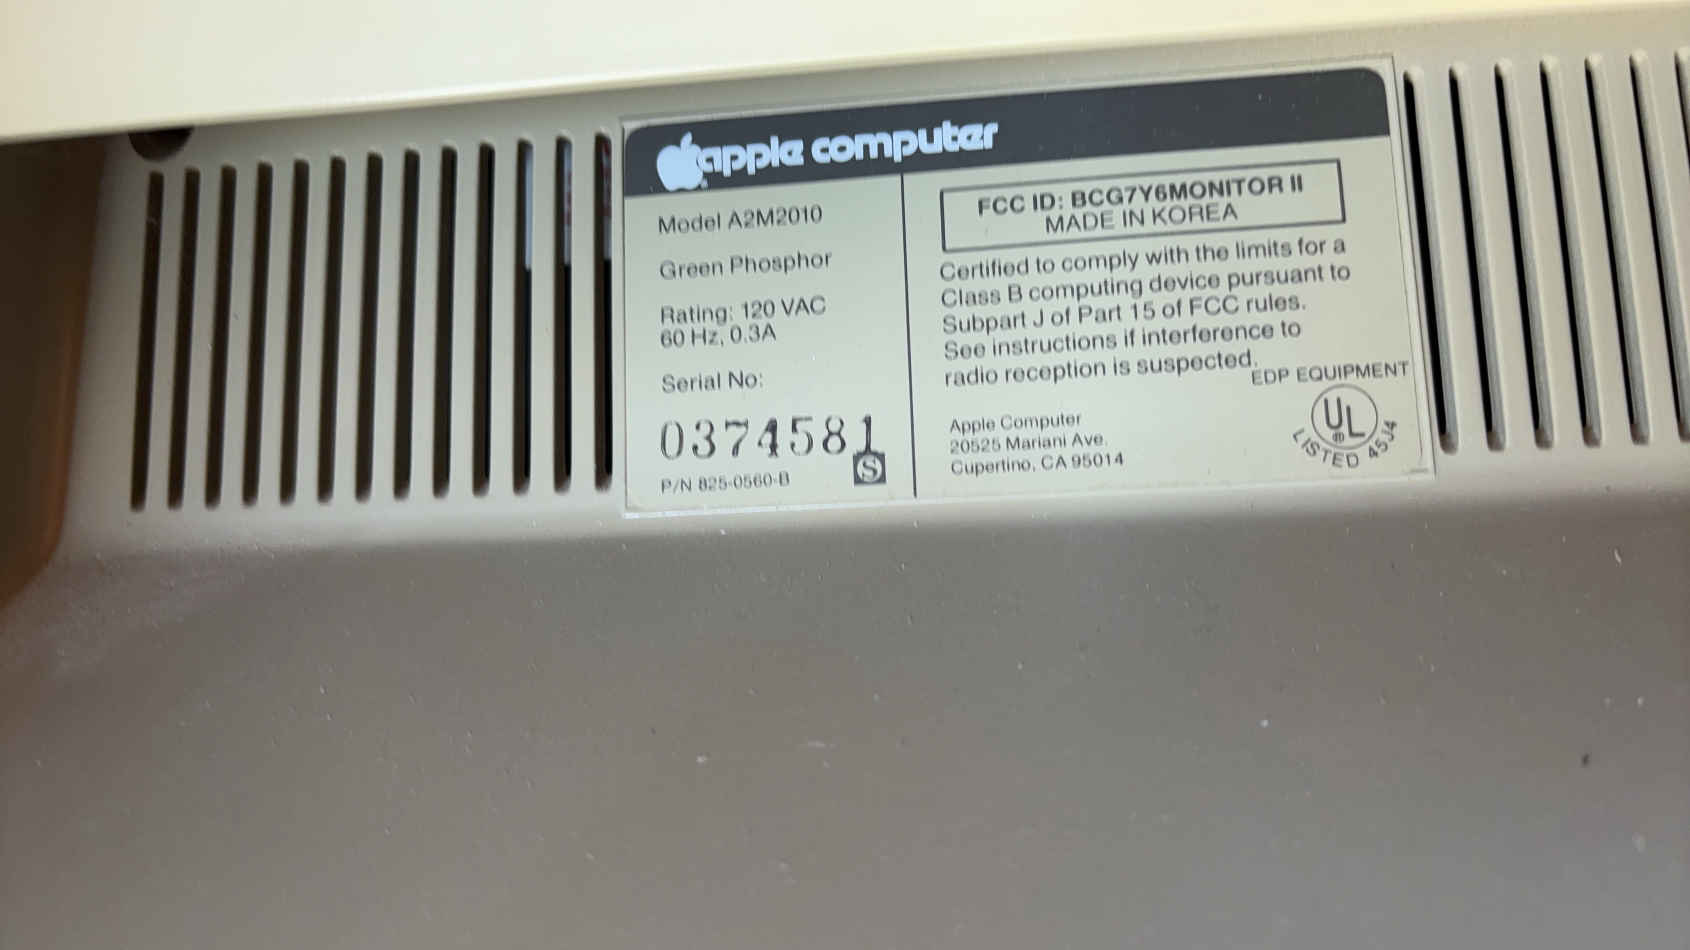 apple computer
Model A2M2010
Green Phosphor
Rating: 120 VAC
60 Hz, 0.3A
Serial No:
0374581
P/N 825-0560-B
S
FCC ID: BCG7Y6MONITOR II
MADE IN KOREA
Certified to comply with the limits for a
Class B computing device pursuant to
Subpart J of Part 15 of FCC rules.
See instructions if interference to
radio reception is suspected.
EDP EQUIPMENT
UL
®
LISTED 45J4
Apple Computer
20525 Mariani Ave.
Cupertino, CA 95014